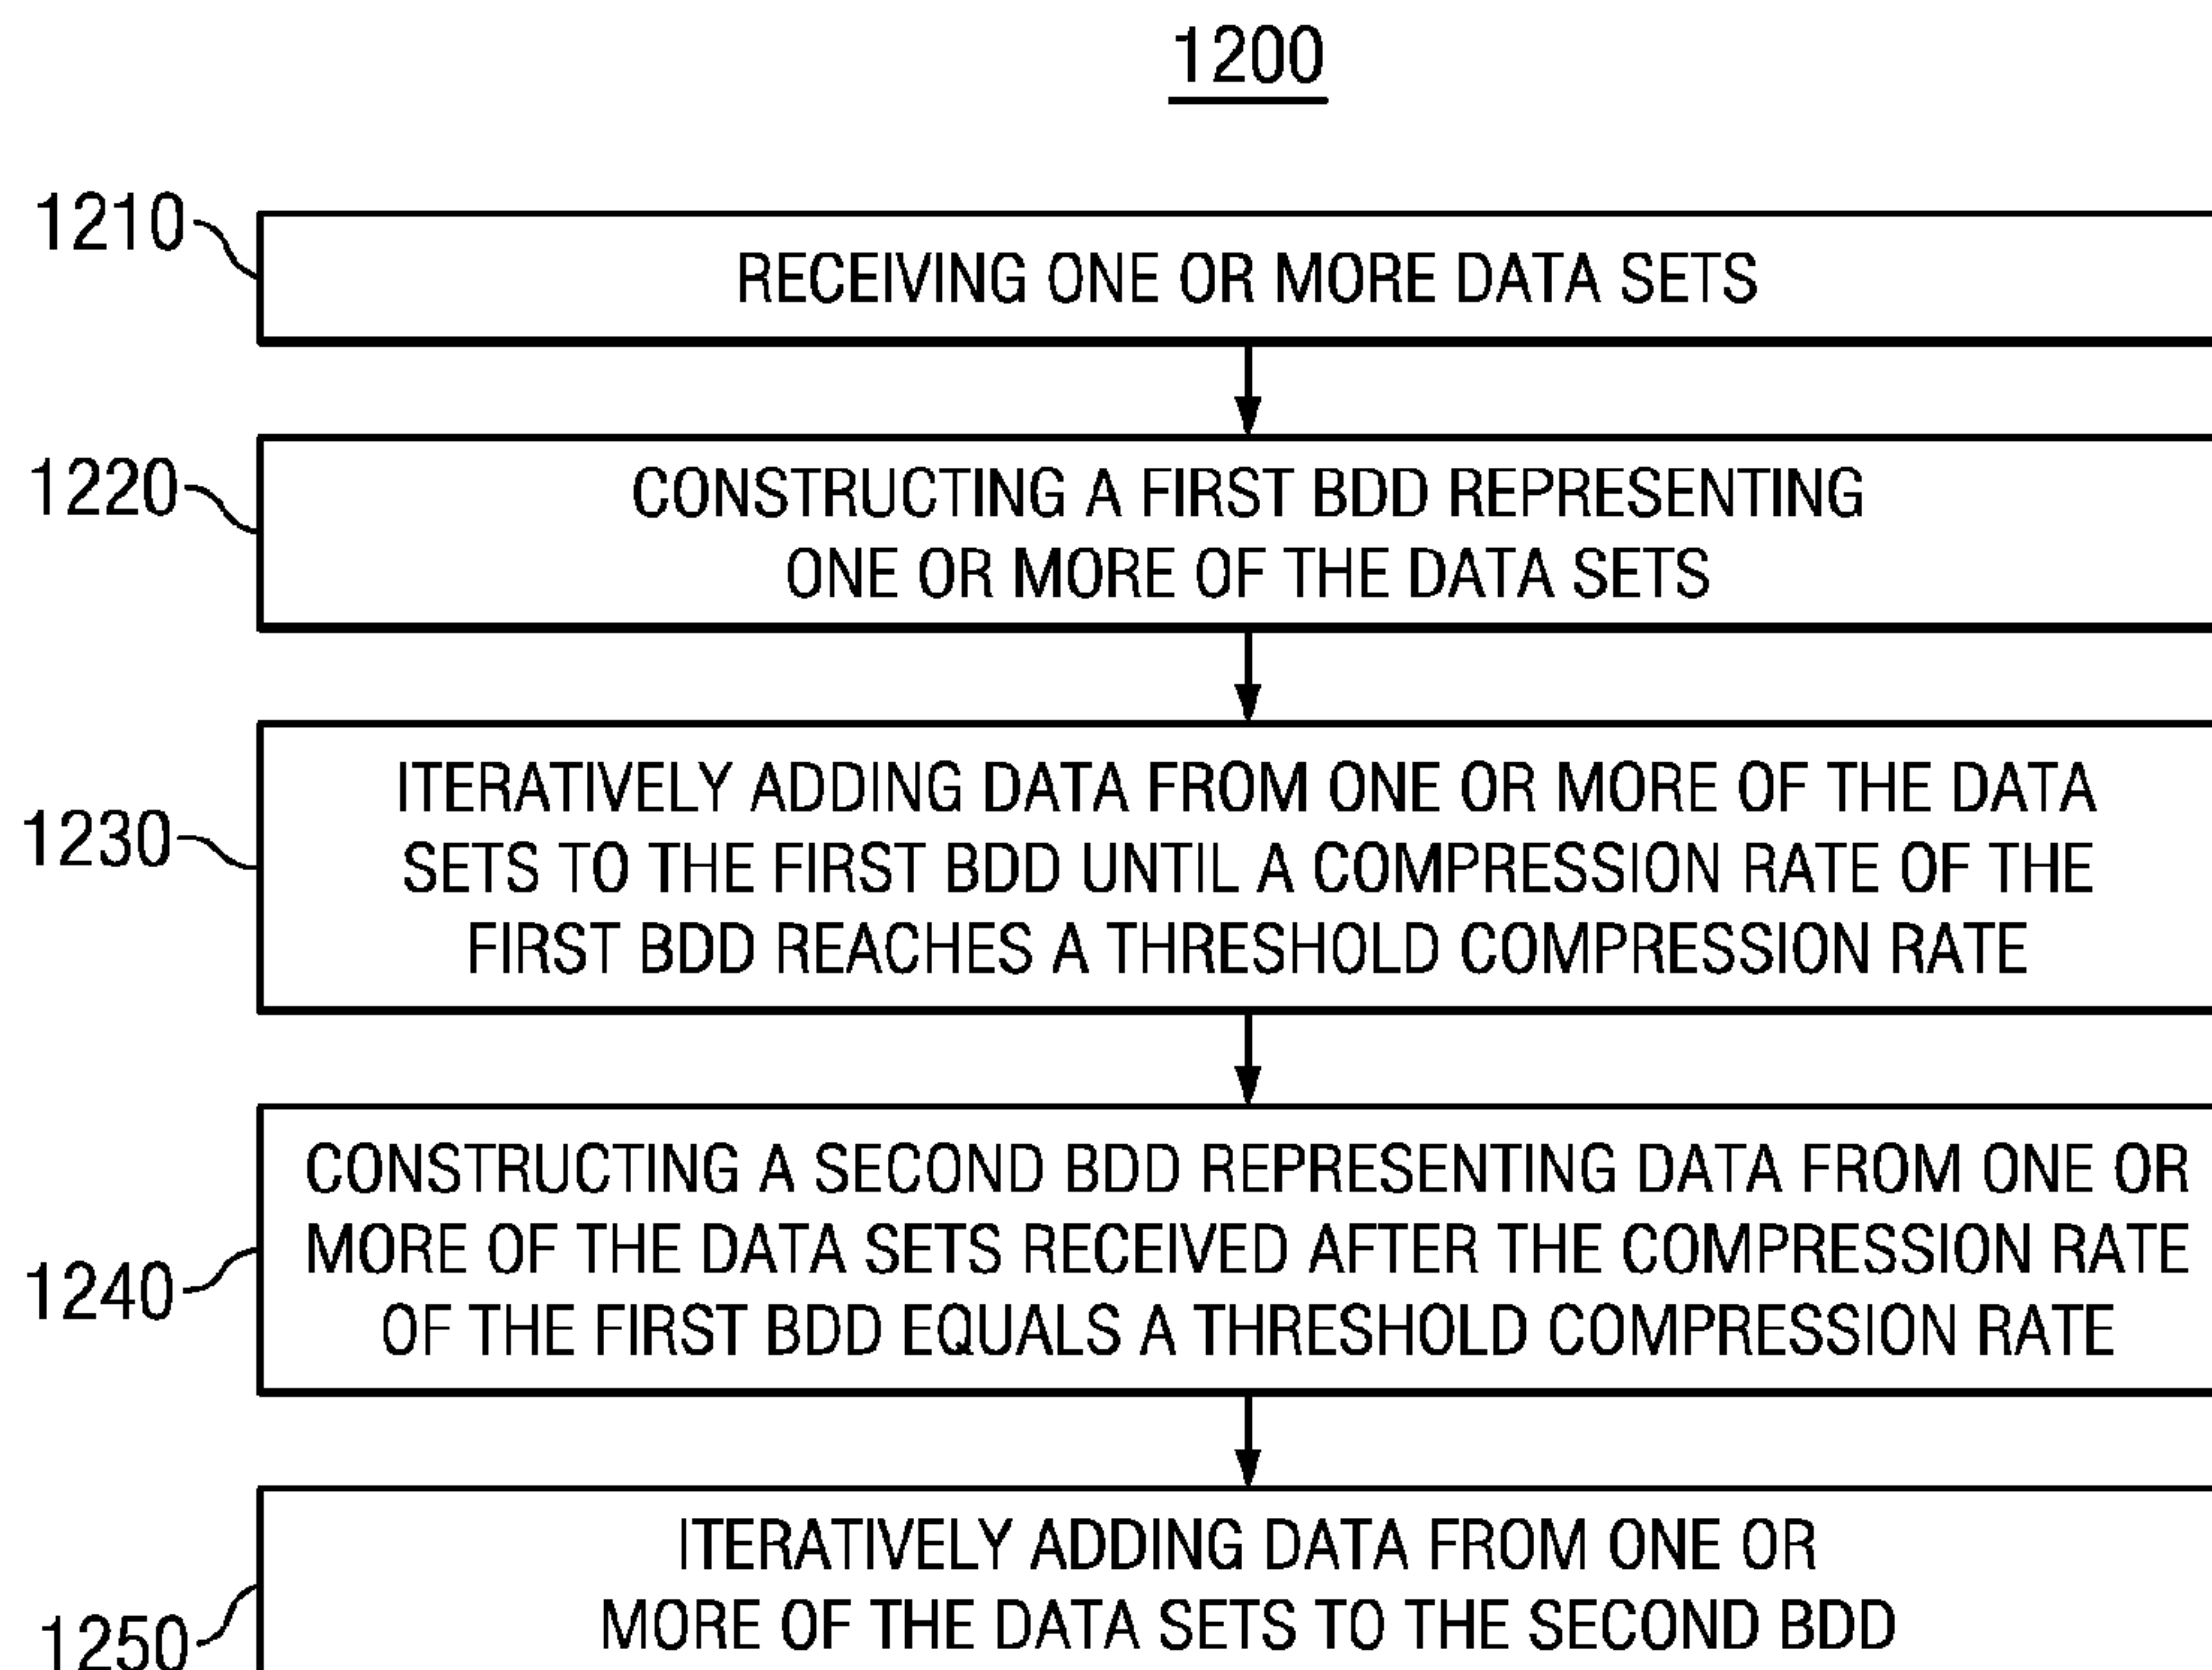 1200
1210
RECEIVING ONE OR MORE DATA SETS
1220
CONSTRUCTING A FIRST BDD REPRESENTING
ONE OR MORE OF THE DATA SETS
1230
ITERATIVELY ADDING DATA FROM ONE OR MORE OF THE DATA
SETS TO THE FIRST BDD UNTIL A COMPRESSION RATE OF THE
FIRST BDD REACHES A THRESHOLD COMPRESSION RATE
1240
CONSTRUCTING A SECOND BDD REPRESENTING DATA FROM ONE OR
MORE OF THE DATA SETS RECEIVED AFTER THE COMPRESSION RATE
OF THE FIRST BDD EQUALS A THRESHOLD COMPRESSION RATE
1250
ITERATIVELY ADDING DATA FROM ONE OR
MORE OF THE DATA SETS TO THE SECOND BDD